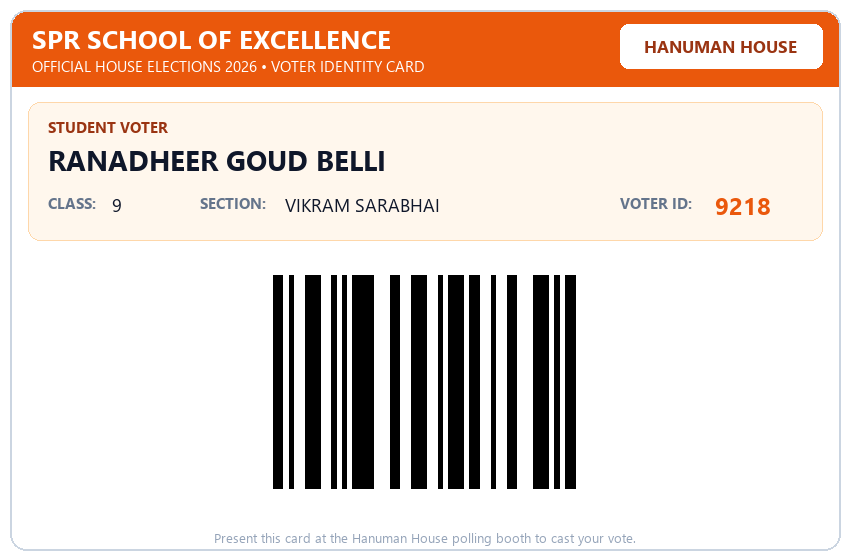 SPR SCHOOL OF EXCELLENCE
HANUMAN HOUSE
OFFICIAL HOUSE ELECTIONS 2026 • VOTER IDENTITY CARD
STUDENT VOTER
RANADHEER GOUD BELLI
CLASS: 9 SECTION: VIKRAM SARABHAI VOTER ID: 9218
Present this card at the Hanuman House polling booth to cast your vote.